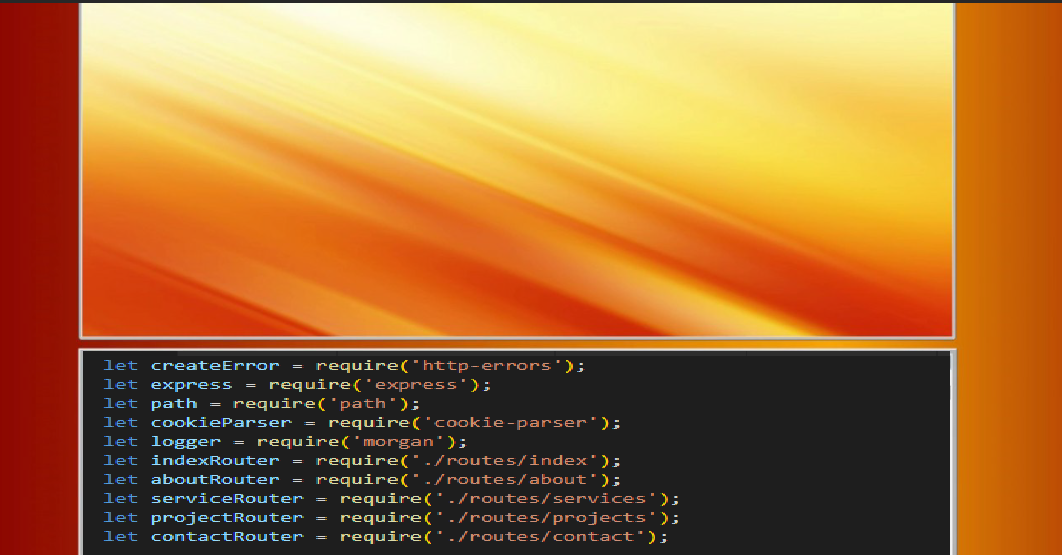 let createError = require('http-errors');
let express = require('express');
let path = require('path');
let cookieParser = require('cookie-parser');
let logger = require('morgan');
let indexRouter = require('./routes/index');
let aboutRouter = require('./routes/about');
let serviceRouter = require('./routes/services');
let projectRouter = require('./routes/projects');
let contactRouter = require('./routes/contact');